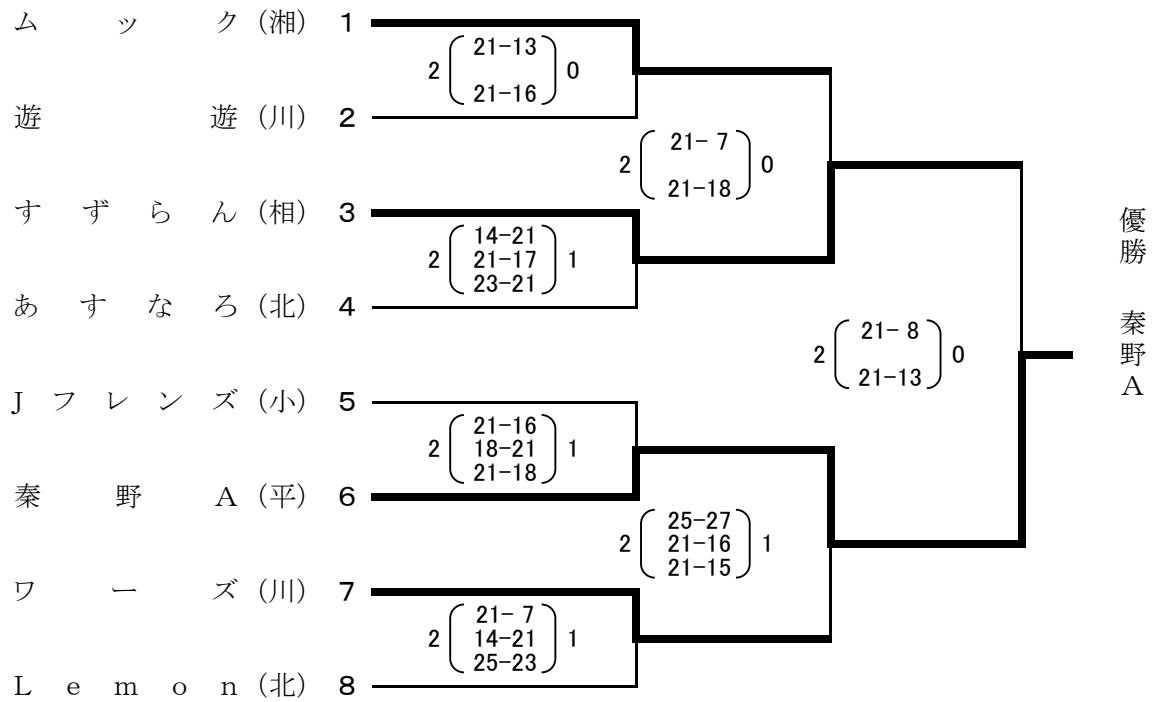 ムック(湘) 1
2 21-13 0
21-16
遊遊(川) 2
2 21- 7 0
21-18
すずらん(相) 3
14-21
2 21-17 1
23-21
あすなろ(北) 4
2 21- 8 0
21-13
優勝 秦野A
Jフレンズ(小) 5
21-16
2 18-21 1
21-18
秦野A(平) 6
25-27
2 21-16 1
21-15
ワーズ(川) 7
21- 7
2 14-21 1
25-23
Lemon(北) 8